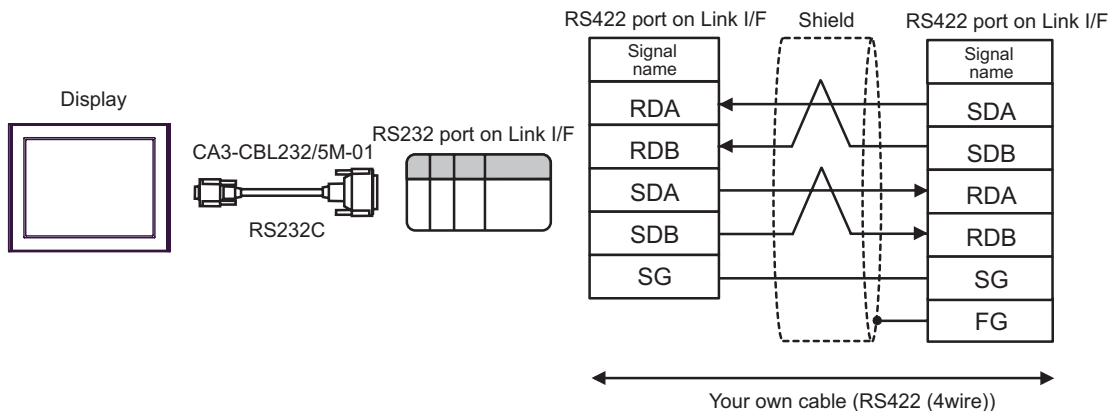 Display
CA3-CBL232/5M-01
RS232C
RS232 port on Link I/F
RS422 port on Link I/F
Shield
RS422 port on Link I/F
Signal
name
RDA
RDB
SDA
SDB
SG
Signal
name
SDA
SDB
RDA
RDB
SG
FG
Your own cable (RS422 (4wire))